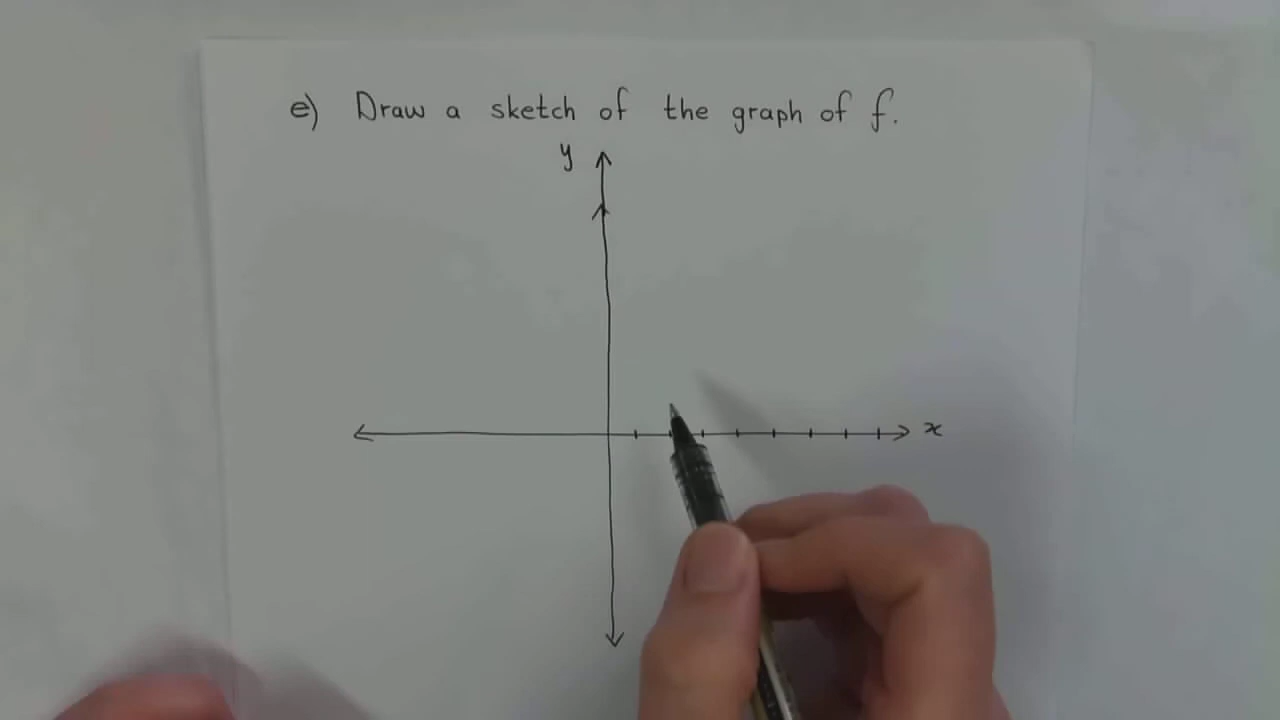 e) Draw a sketch of the graph of f.
y
x